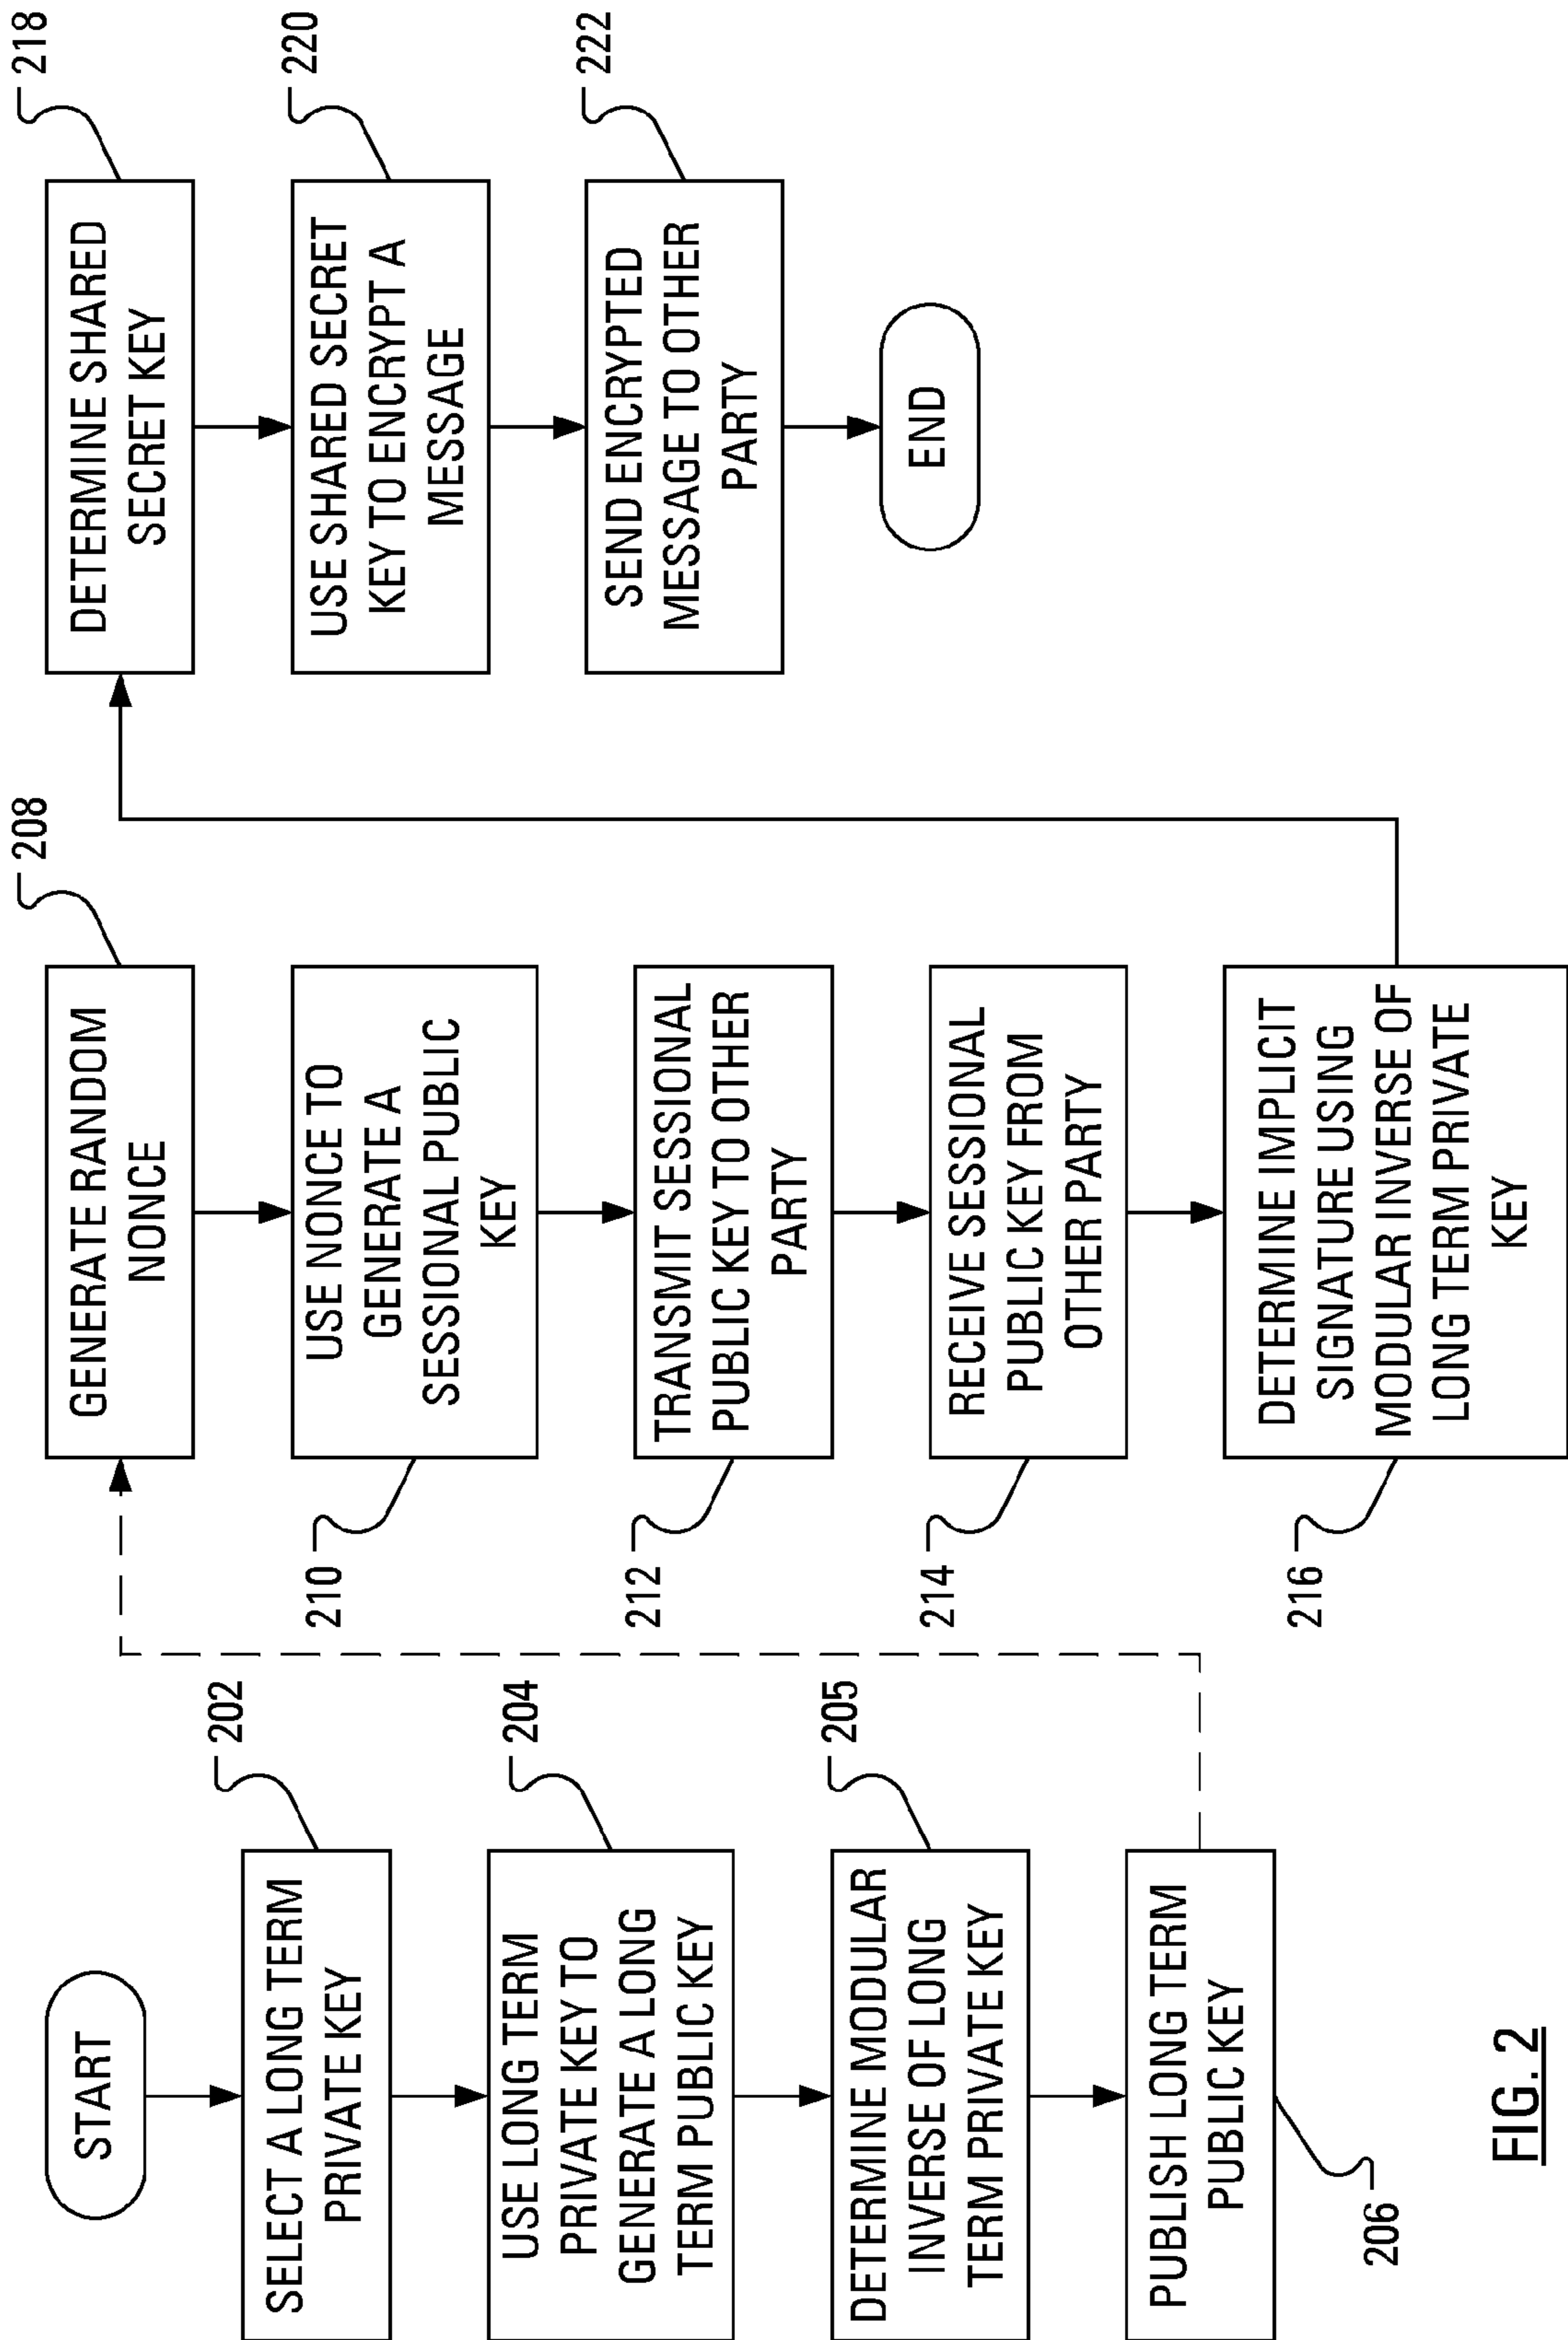 START
SELECT A LONG TERM
PRIVATE KEY
202
USE LONG TERM
PRIVATE KEY TO
GENERATE A LONG
TERM PUBLIC KEY
204
DETERMINE MODULAR
INVERSE OF LONG
TERM PRIVATE KEY
205
PUBLISH LONG TERM
PUBLIC KEY
206
GENERATE RANDOM
NONCE
208
USE NONCE TO
GENERATE A
SESSIONAL PUBLIC
KEY
210
TRANSMIT SESSIONAL
PUBLIC KEY TO OTHER
PARTY
212
RECEIVE SESSIONAL
PUBLIC KEY FROM
OTHER PARTY
214
DETERMINE IMPLICIT
SIGNATURE USING
MODULAR INVERSE OF
LONG TERM PRIVATE
KEY
216
DETERMINE SHARED
SECRET KEY
218
USE SHARED SECRET
KEY TO ENCRYPT A
MESSAGE
220
SEND ENCRYPTED
MESSAGE TO OTHER
PARTY
222
END
FIG. 2